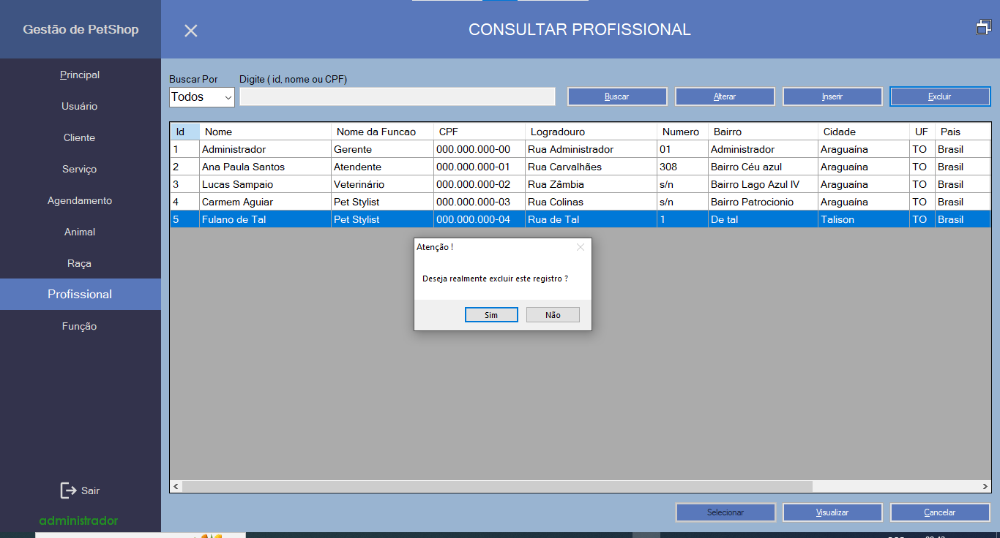 Gestão de PetShop
CONSULTAR PROFISSIONAL
Principal
Usuário
Cliente
Serviço
Agendamento
Animal
Raça
Profissional
Função
Sair
administrador
Buscar Por Digite ( id, nome ou CPF)
Todos Buscar Alterar Inserir Excluir
Id Nome Nome da Funcao CPF Logradouro Numero Bairro Cidade UF Pais
1 Administrador Gerente 000.000.000-00 Rua Administrador 01 Administrador Araguaína TO Brasil
2 Ana Paula Santos Atendente 000.000.000-01 Rua Carvalhães 308 Bairro Céu azul Araguaína TO Brasil
3 Lucas Sampaio Veterinário 000.000.000-02 Rua Zâmbia s/n Bairro Lago Azul IV Araguaína TO Brasil
4 Carmem Aguiar Pet Stylist 000.000.000-03 Rua Colinas s/n Bairro Patrocionio Araguaína TO Brasil
5 Fulano de Tal Pet Stylist 000.000.000-04 Rua de Tal 1 De tal Talison TO Brasil
Atenção !
Deseja realmente excluir este registro ?
Sim Não
Selecionar Visualizar Cancelar